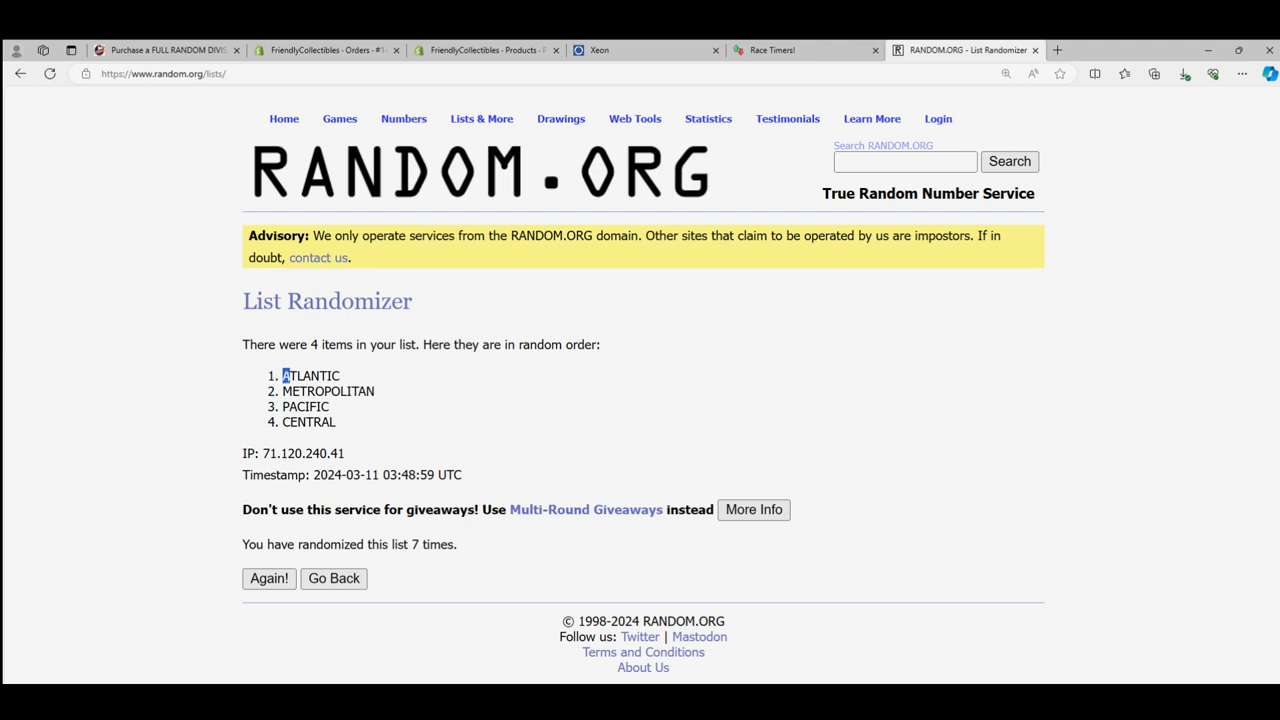 Purchase a FULL RANDOM DIVIS
FriendlyCollectibles · Orders · #1
FriendlyCollectibles · Products · P
Xeon
Race Timers!
RANDOM.ORG - List Randomizer
https://www.random.org/lists/
Home Games Numbers Lists & More Drawings Web Tools Statistics Testimonials Learn More Login
Search RANDOM.ORG
RANDOM.ORG
Search
True Random Number Service
Advisory: We only operate services from the RANDOM.ORG domain. Other sites that claim to be operated by us are impostors. If in
doubt, contact us.
List Randomizer
There were 4 items in your list. Here they are in random order:
1. ATLANTIC
2. METROPOLITAN
3. PACIFIC
4. CENTRAL
IP: 71.120.240.41
Timestamp: 2024-03-11 03:48:59 UTC
Don't use this service for giveaways! Use Multi-Round Giveaways instead More Info
You have randomized this list 7 times.
Again! Go Back
© 1998-2024 RANDOM.ORG
Follow us: Twitter | Mastodon
Terms and Conditions
About Us